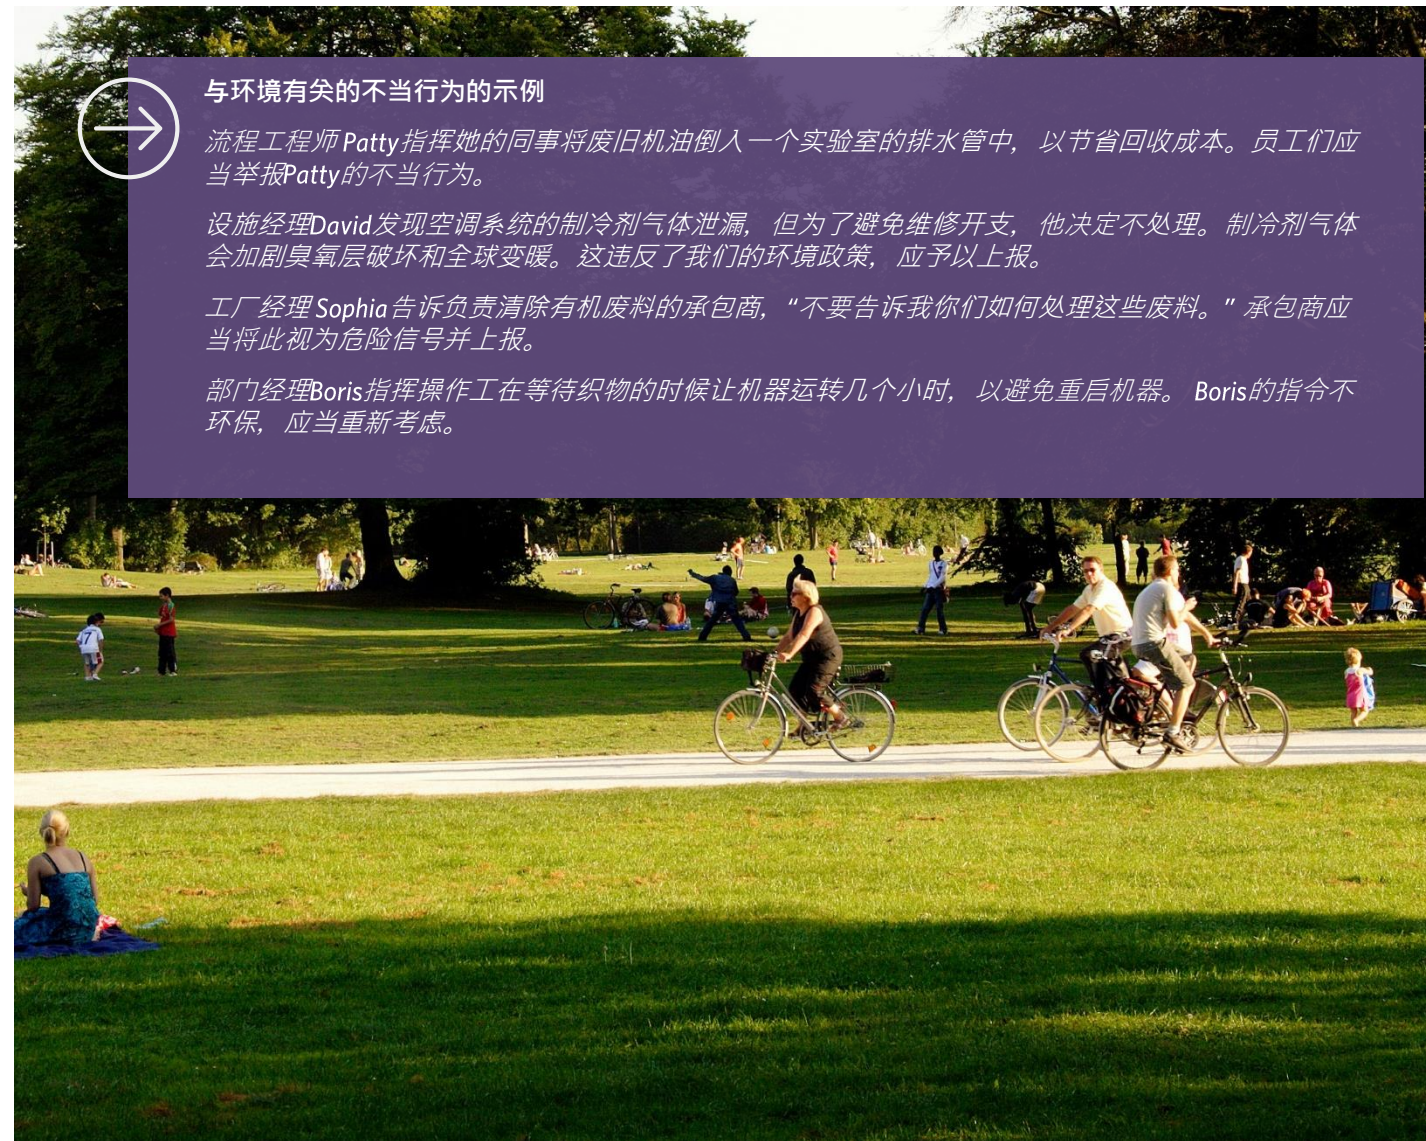 与环境有关的不当行为的示例
流程工程师 Patty指挥她的同事将废旧机油倒入一个实验室的排水管中，以节省回收成本。员工们应
当举报Patty的不当行为。
设施经理David发现空调系统的制冷剂气体泄漏，但为了避免维修开支，他决定不处理。制冷剂气体
会加剧臭氧层破坏和全球变暖。这违反了我们的环境政策，应予以上报。
工厂经理 Sophia告诉负责清除有机废料的承包商，“不要告诉我你们如何处理这些废料。” 承包商应
当将此视为危险信号并上报。
部门经理Boris指挥操作工在等待织物的时候让机器运转几个小时，以避免重启机器。 Boris的指令不
环保，应当重新考虑。
7